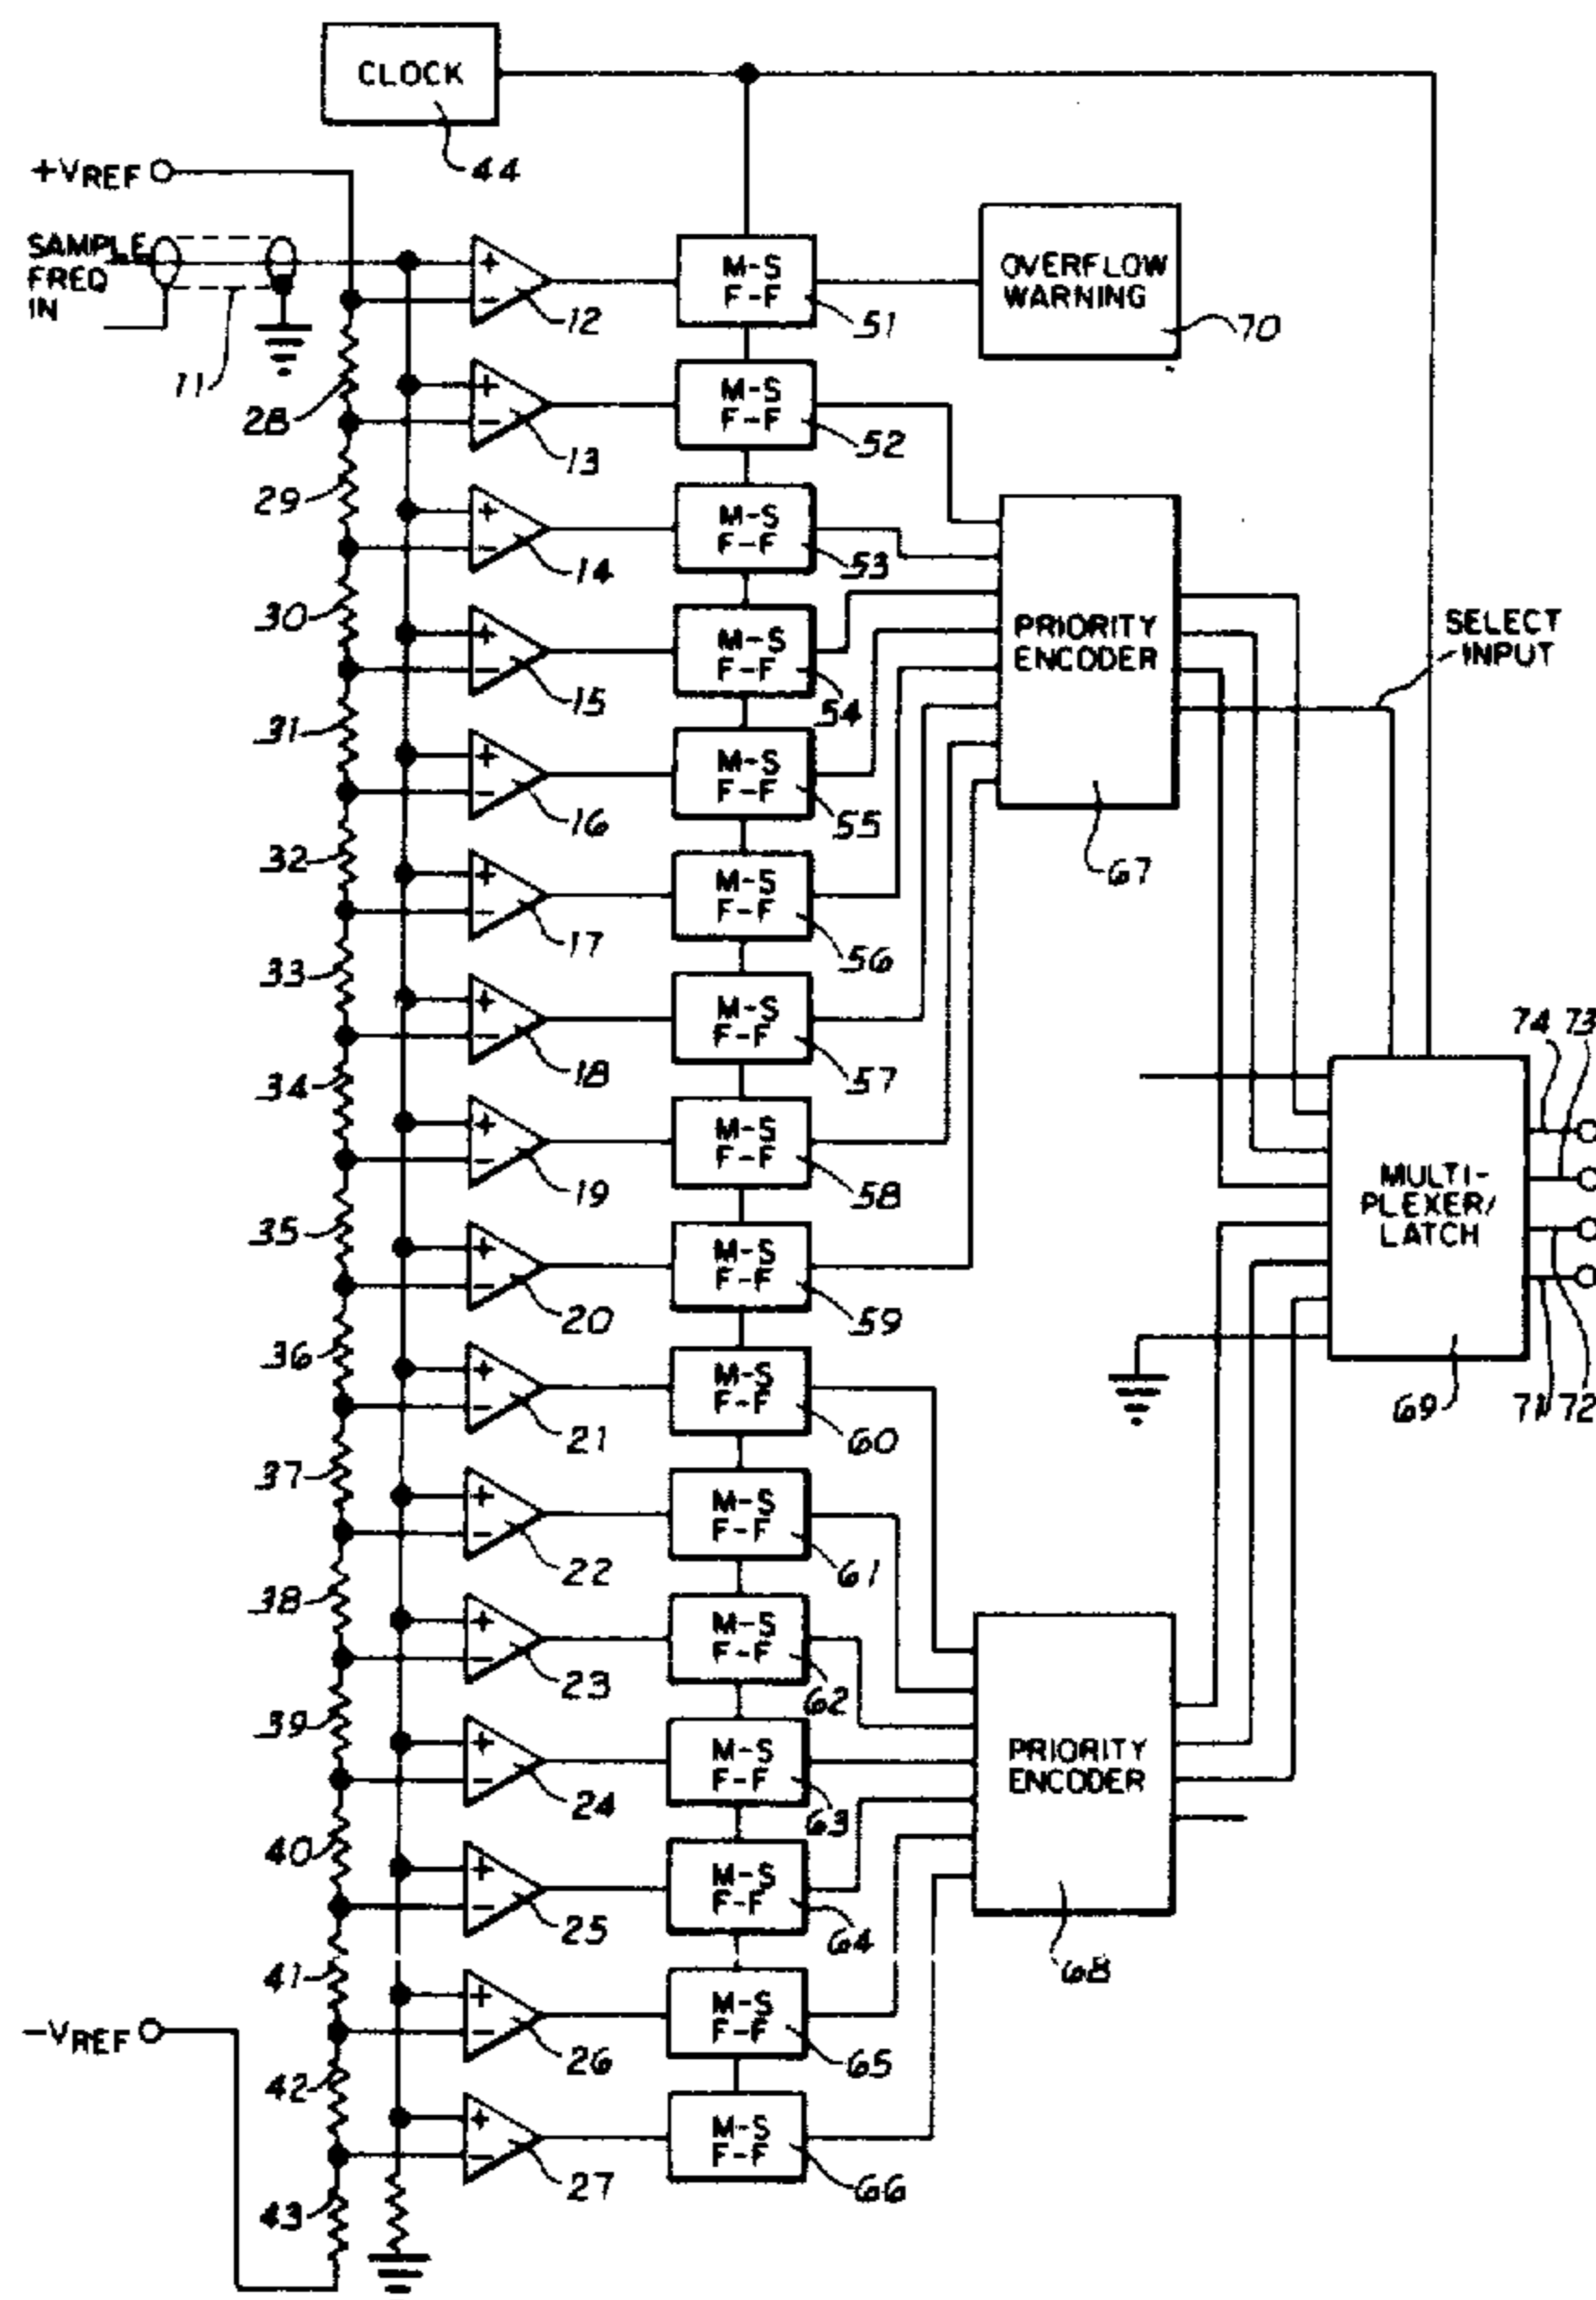 CLOCK
44
+VREF
SAMPLE
FREQ
IN
11
+
-
12
M-S
F-F
51
OVERFLOW
WARNING
70
28
+
-
13
M-S
F-F
52
29
+
-
14
M-S
F-F
53
30
+
-
15
M-S
F-F
54
PRIORITY
ENCODER
67
SELECT
INPUT
31
+
-
16
M-S
F-F
55
32
+
-
17
M-S
F-F
56
33
+
-
18
M-S
F-F
57
34
+
-
19
M-S
F-F
58
35
+
-
20
M-S
F-F
59
74 73
MULTI-
PLEXER/
LATCH
69
71 72
36
+
-
21
M-S
F-F
60
37
+
-
22
M-S
F-F
61
38
+
-
23
M-S
F-F
62
39
+
-
24
M-S
F-F
63
PRIORITY
ENCODER
68
40
+
-
25
M-S
F-F
64
41
+
-
26
M-S
F-F
65
-VREF
42
+
-
27
M-S
F-F
66
43